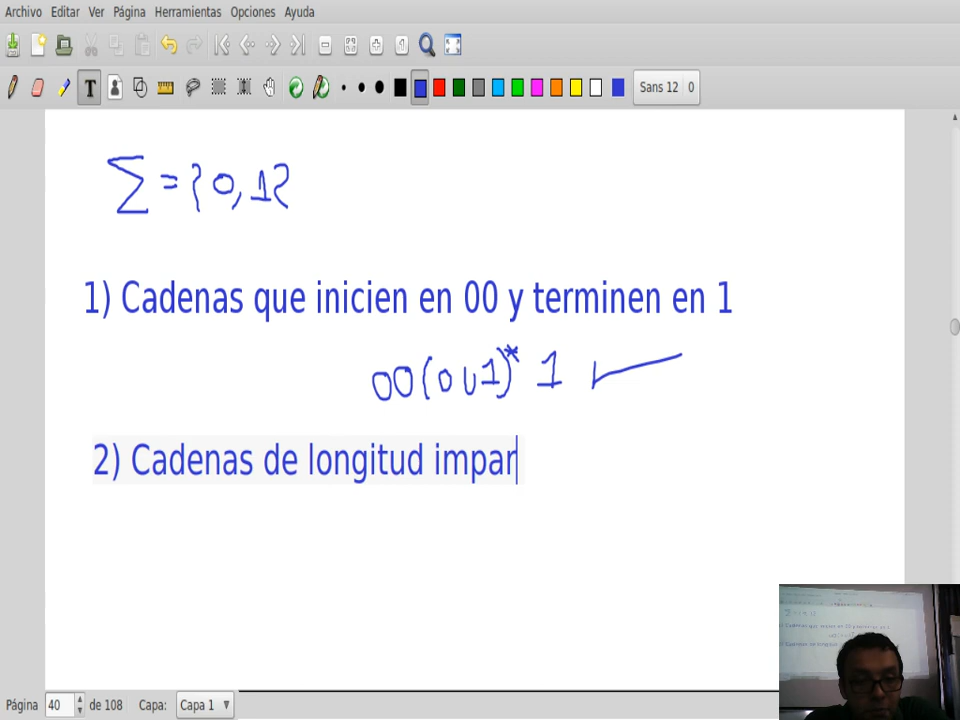 Archivo Editar Ver Página Herramientas Opciones Ayuda
T Sans 12 0
Σ = {0, 1}
1) Cadenas que inicien en 00 y terminen en 1
00(0∪1)* 1
2) Cadenas de longitud impar
Página 40 de 108 Capa: Capa 1